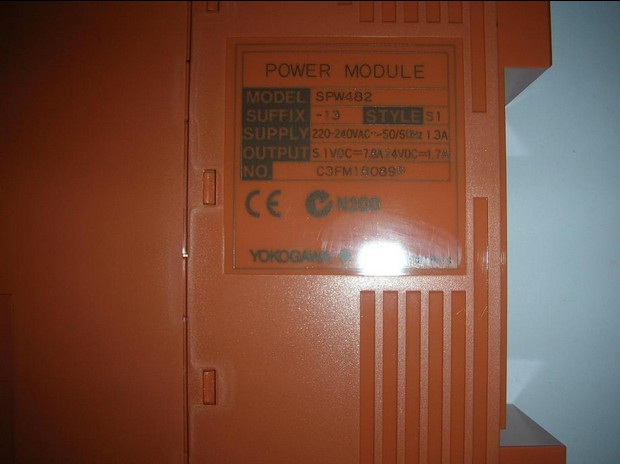 POWER MODULE
MODEL SPW482
SUFFIX -13 STYLE S1
SUPPLY 220-240VAC~50/60Hz 1.3A
OUTPUT 5.1VDC⎓7.8A 24VDC⎓1.7A
NO.
CE N200
YOKOGAWA